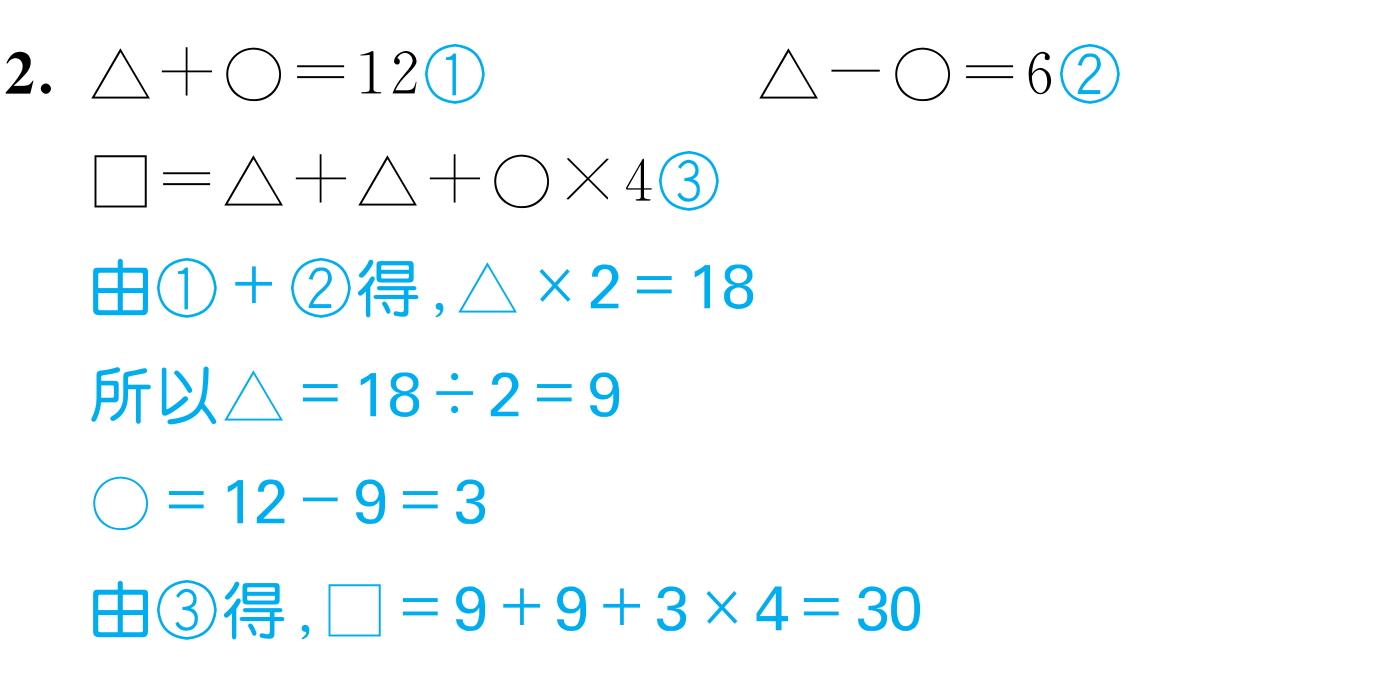 2. △+○=12① △-○=6②
□=△+△+○×4③
由①+②得,△×2=18
所以△=18÷2=9
○=12-9=3
由③得,□=9+9+3×4=30